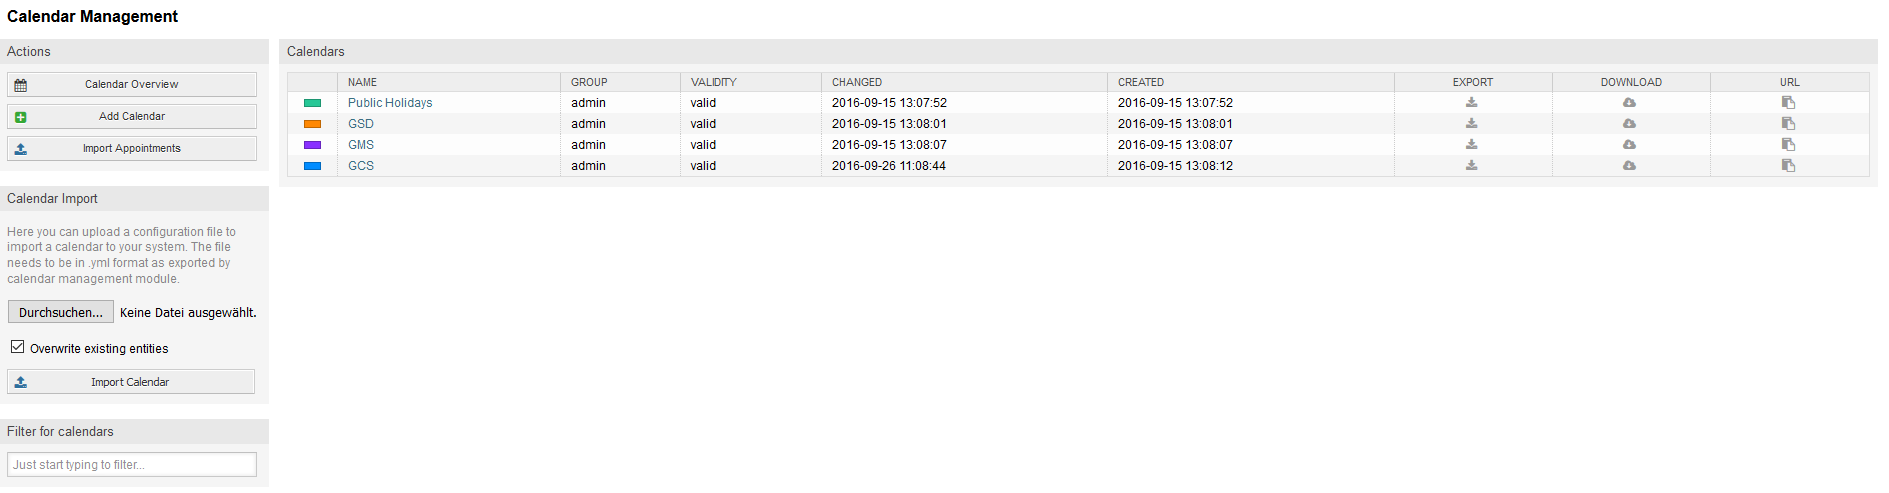 Calendar Management
Actions
Calendar Overview
Add Calendar
Import Appointments
Calendar Import
Here you can upload a configuration file to
import a calendar to your system. The file
needs to be in .yml format as exported by
calendar management module.
Durchsuchen... Keine Datei ausgewählt.
Overwrite existing entities
Import Calendar
Filter for calendars
Just start typing to filter...
Calendars
NAME GROUP VALIDITY CHANGED CREATED EXPORT DOWNLOAD URL
Public Holidays admin valid 2016-09-15 13:07:52 2016-09-15 13:07:52
GSD admin valid 2016-09-15 13:08:01 2016-09-15 13:08:01
GMS admin valid 2016-09-15 13:08:07 2016-09-15 13:08:07
GCS admin valid 2016-09-26 11:08:44 2016-09-15 13:08:12